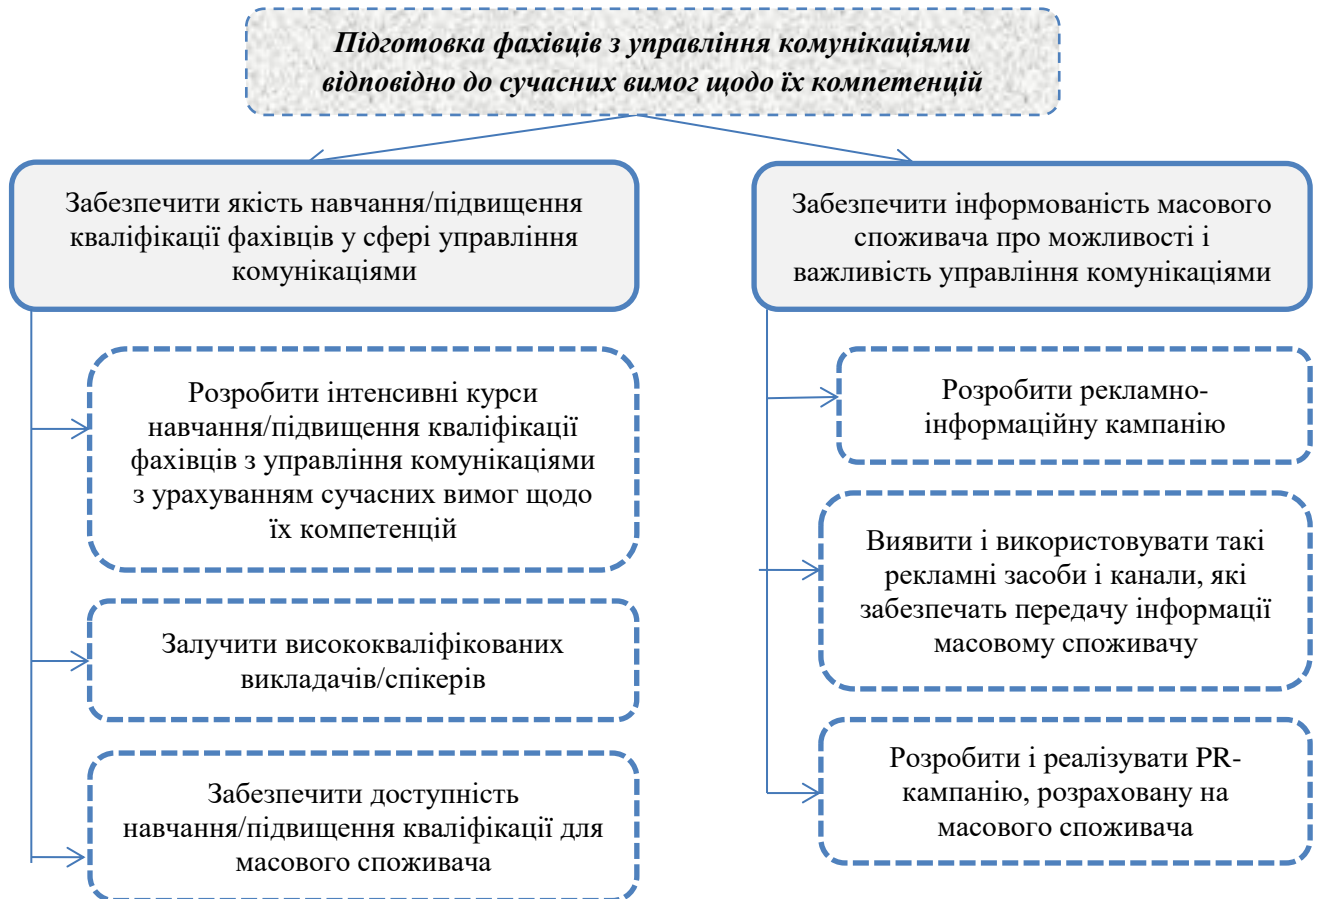 Підготовка фахівців з управління комунікаціями
відповідно до сучасних вимог щодо їх компетенцій
Забезпечити якість навчання/підвищення
кваліфікації фахівців у сфері управління
комунікаціями
Розробити інтенсивні курси
навчання/підвищення кваліфікації
фахівців з управління комунікаціями
з урахуванням сучасних вимог щодо
їх компетенцій
Залучити висококваліфікованих
викладачів/спікерів
Забезпечити доступність
навчання/підвищення кваліфікації для
масового споживача
Забезпечити інформованість масового
споживача про можливості і
важливість управління комунікаціями
Розробити рекламно-
інформаційну кампанію
Виявити і використовувати такі
рекламні засоби і канали, які
забезпечать передачу інформації
масовому споживачу
Розробити і реалізувати PR-
кампанію, розраховану на
масового споживача